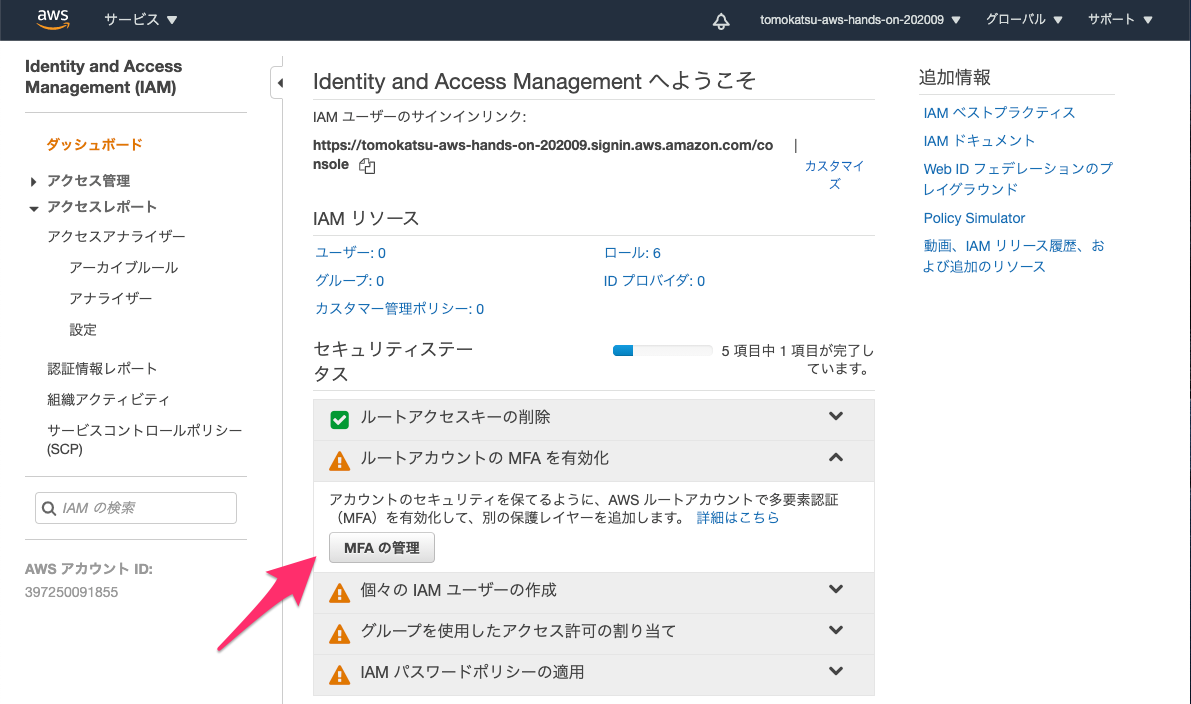 aws サービス tomokatsu-aws-hands-on-202009 グローバル サポート
Identity and Access
Management (IAM)
ダッシュボード
アクセス管理
アクセスレポート
アクセスアナライザー
アーカイブルール
アナライザー
設定
認証情報レポート
組織アクティビティ
サービスコントロールポリシー
(SCP)
IAM の検索
AWS アカウント ID:
397250091855
Identity and Access Management へようこそ
IAM ユーザーのサインインリンク:
https://tomokatsu-aws-hands-on-202009.signin.aws.amazon.com/co
nsole
|
カスタマイ
ズ
IAM リソース
ユーザー: 0
ロール: 6
グループ: 0
ID プロバイダ: 0
カスタマー管理ポリシー: 0
セキュリティステー
タス
5 項目中 1 項目が完了し
ています。
ルートアクセスキーの削除
ルートアカウントの MFA を有効化
アカウントのセキュリティを保てるように、AWS ルートアカウントで多要素認証
（MFA）を有効化して、別の保護レイヤーを追加します。 詳細はこちら
MFA の管理
個々の IAM ユーザーの作成
グループを使用したアクセス許可の割り当て
IAM パスワードポリシーの適用
追加情報
IAM ベストプラクティス
IAM ドキュメント
Web ID フェデレーションのプ
レイグラウンド
Policy Simulator
動画、IAM リリース履歴、お
よび追加のリソース